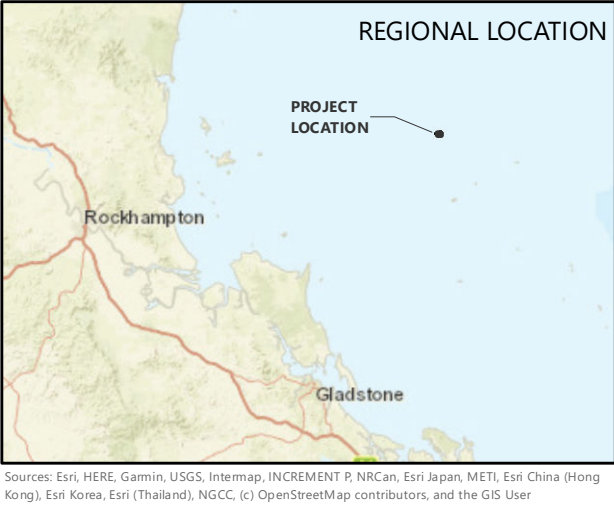 REGIONAL LOCATION
PROJECT
LOCATION
Rockhampton
Gladstone
Sources: Esri, HERE, Garmin, USGS, Intermap, INCREMENT P, NRCan, Esri Japan, METI, Esri China (Hong
Kong), Esri Korea, Esri (Thailand), NGCC, (c) OpenStreetMap contributors, and the GIS User